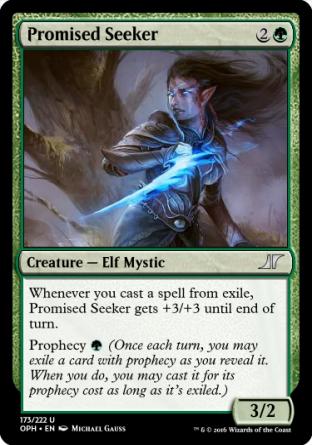 Promised Seeker 2
Creature — Elf Mystic
Whenever you cast a spell from exile,
Promised Seeker gets +3/+3 until end of
turn.
Prophecy (Once each turn, you may
exile a card with prophecy as you reveal it.
When you do, you may cast it for its
prophecy cost as long as it's exiled.)
3/2
173/222 U
OPH • EN Michael Gauss
™ & © 2016 Wizards of the Coast